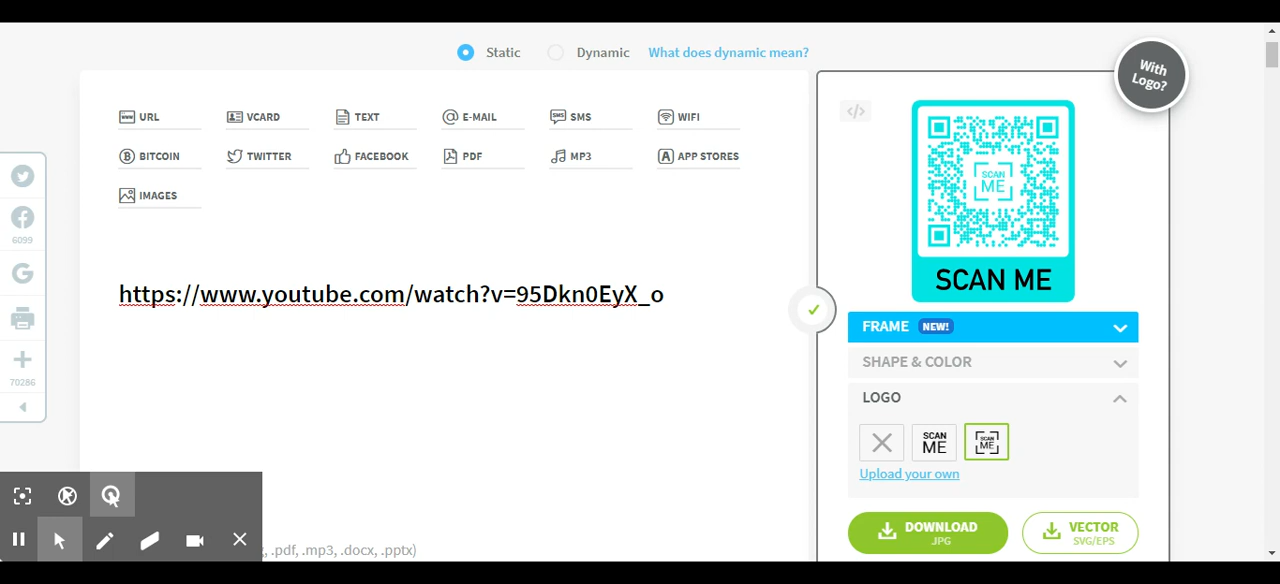 Static Dynamic What does dynamic mean?
With
Logo?
URL VCARD TEXT E-MAIL SMS WIFI
BITCOIN TWITTER FACEBOOK PDF MP3 APP STORES
IMAGES
</>
SCAN
ME
SCAN ME
6099
70286
https://www.youtube.com/watch?v=95Dkn0EyX_o
FRAME NEW!
SHAPE & COLOR
LOGO
SCAN
ME
SCAN
ME
Upload your own
DOWNLOAD
JPG
VECTOR
SVG/EPS
, .pdf, .mp3, .docx, .pptx)